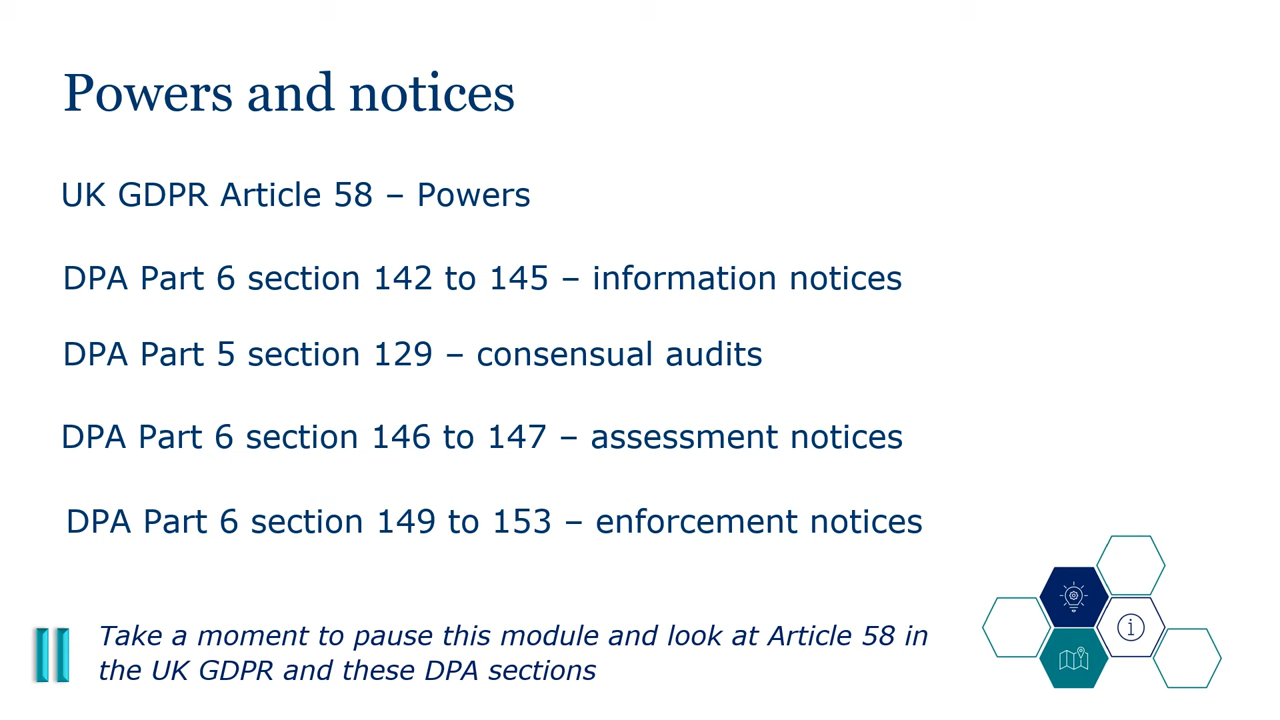 Powers and notices
UK GDPR Article 58 – Powers
DPA Part 6 section 142 to 145 – information notices
DPA Part 5 section 129 – consensual audits
DPA Part 6 section 146 to 147 – assessment notices
DPA Part 6 section 149 to 153 – enforcement notices
Take a moment to pause this module and look at Article 58 in
the UK GDPR and these DPA sections